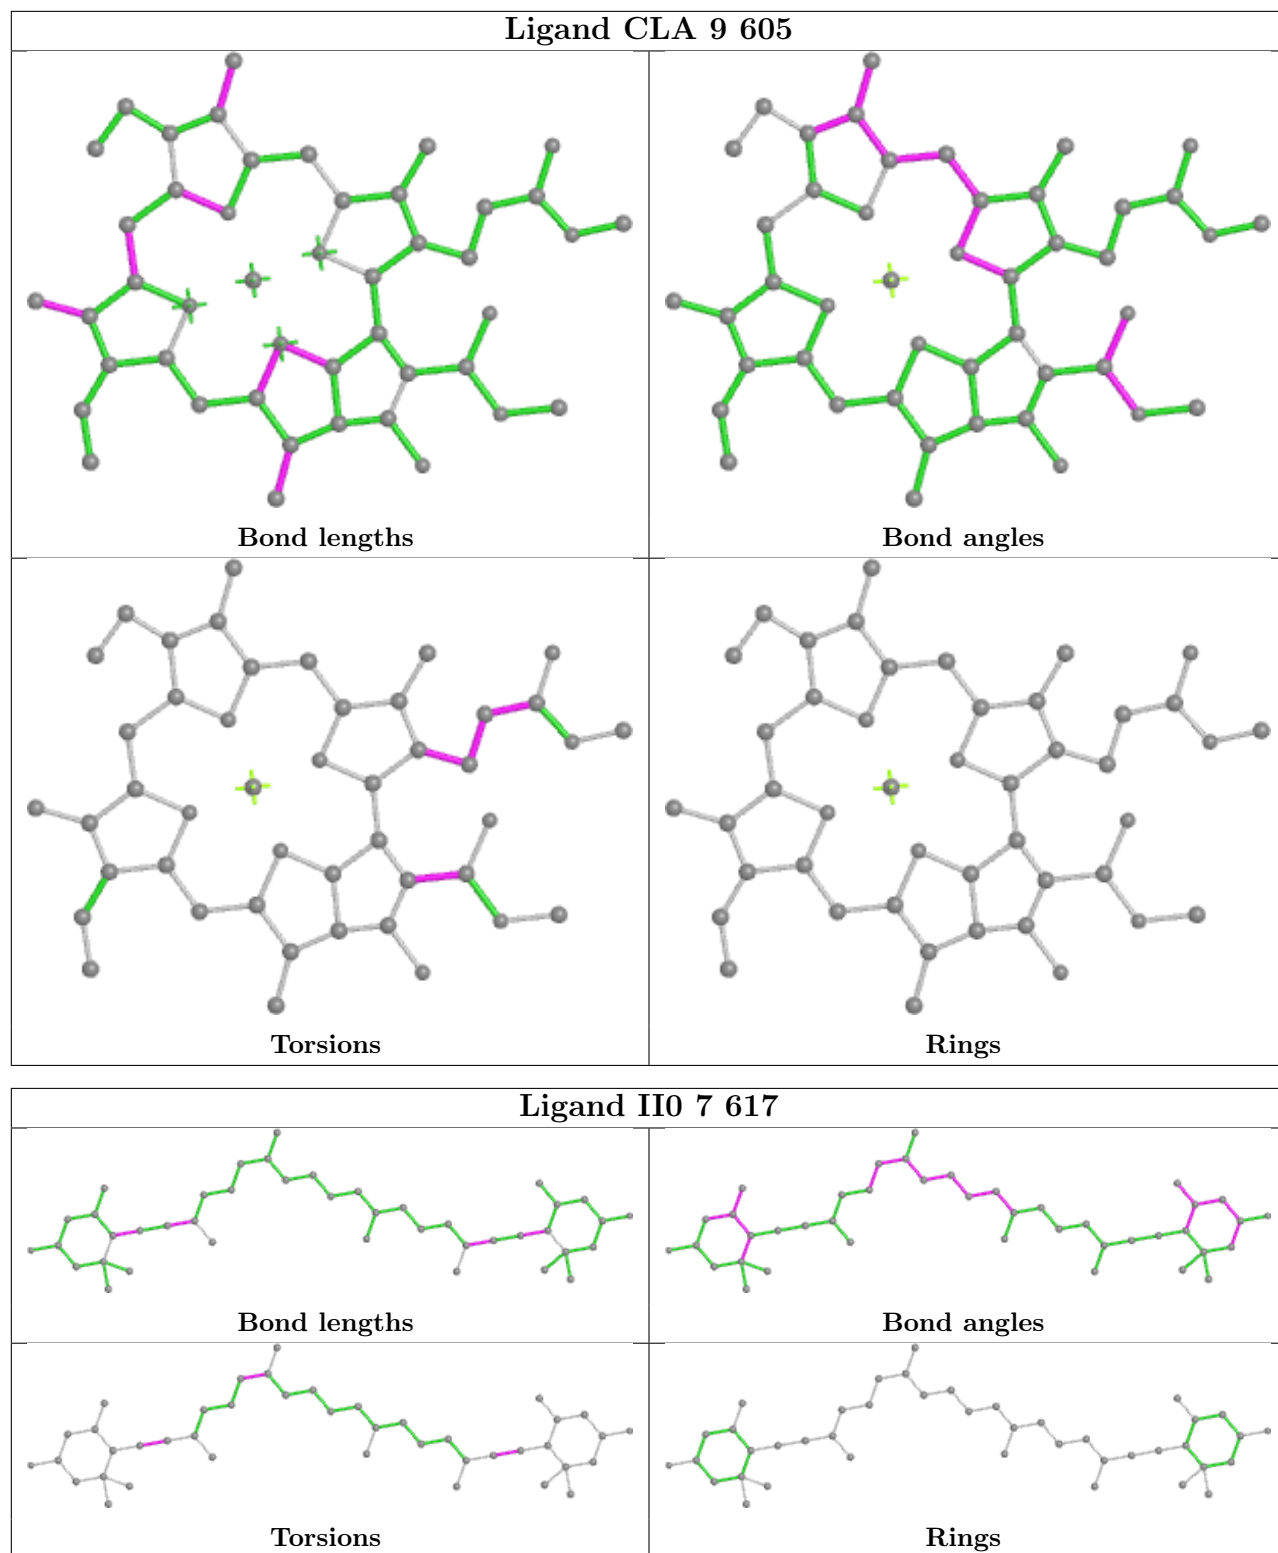 Ligand CLA 9 605
Bond lengths
Bond angles
Torsions
Rings
Ligand II0 7 617
Bond lengths
Bond angles
Torsions
Rings